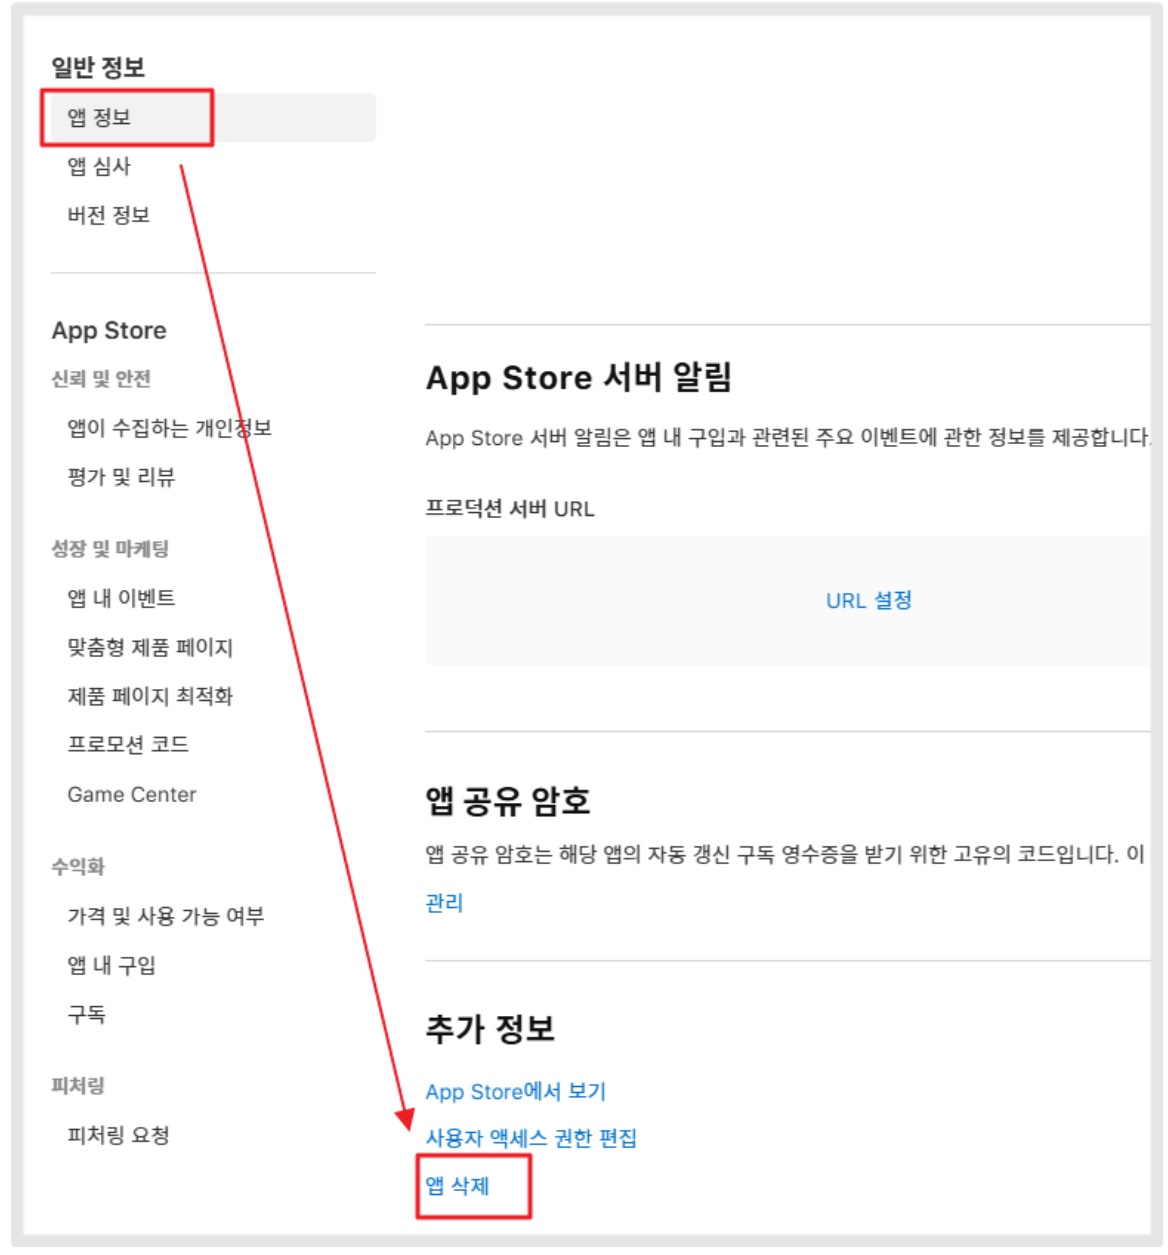 일반 정보
앱 정보
앱 심사
버전 정보
App Store
신뢰 및 안전
앱이 수집하는 개인정보
평가 및 리뷰
성장 및 마케팅
앱 내 이벤트
맞춤형 제품 페이지
제품 페이지 최적화
프로모션 코드
Game Center
수익화
가격 및 사용 가능 여부
앱 내 구입
구독
피처링
피처링 요청
App Store 서버 알림
App Store 서버 알림은 앱 내 구입과 관련된 주요 이벤트에 관한 정보를 제공합니다.
프로덕션 서버 URL
URL 설정
앱 공유 암호
앱 공유 암호는 해당 앱의 자동 갱신 구독 영수증을 받기 위한 고유의 코드입니다. 이
관리
추가 정보
App Store에서 보기
사용자 액세스 권한 편집
앱 삭제